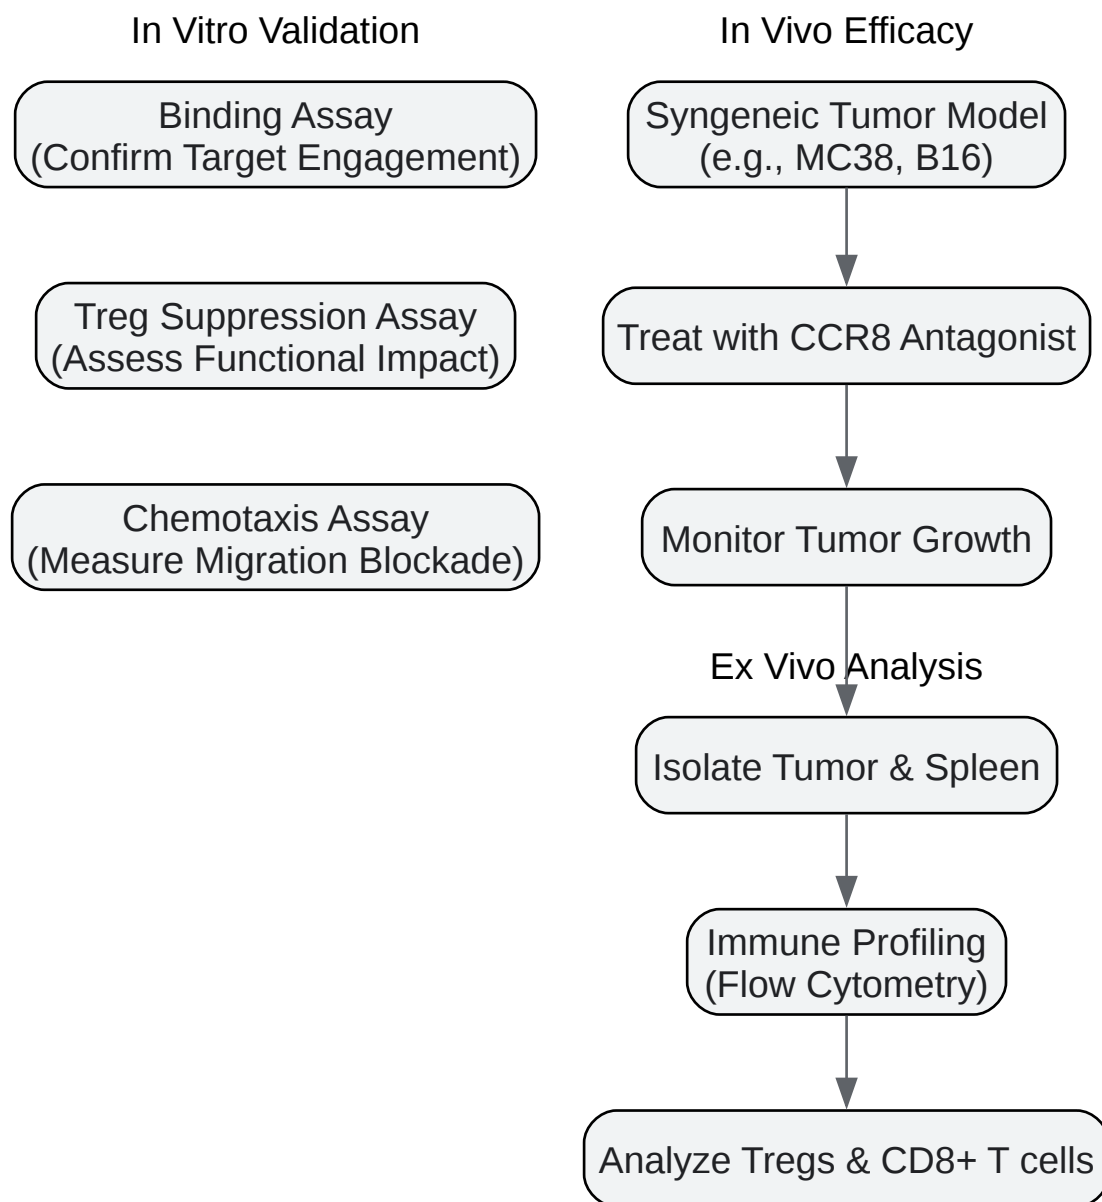 In Vitro Validation
Binding Assay
(Confirm Target Engagement)
Treg Suppression Assay
(Assess Functional Impact)
Chemotaxis Assay
(Measure Migration Blockade)
In Vivo Efficacy
Syngeneic Tumor Model
(e.g., MC38, B16)
Treat with CCR8 Antagonist
Monitor Tumor Growth
Ex Vivo Analysis
Isolate Tumor & Spleen
Immune Profiling
(Flow Cytometry)
Analyze Tregs & CD8+ T cells